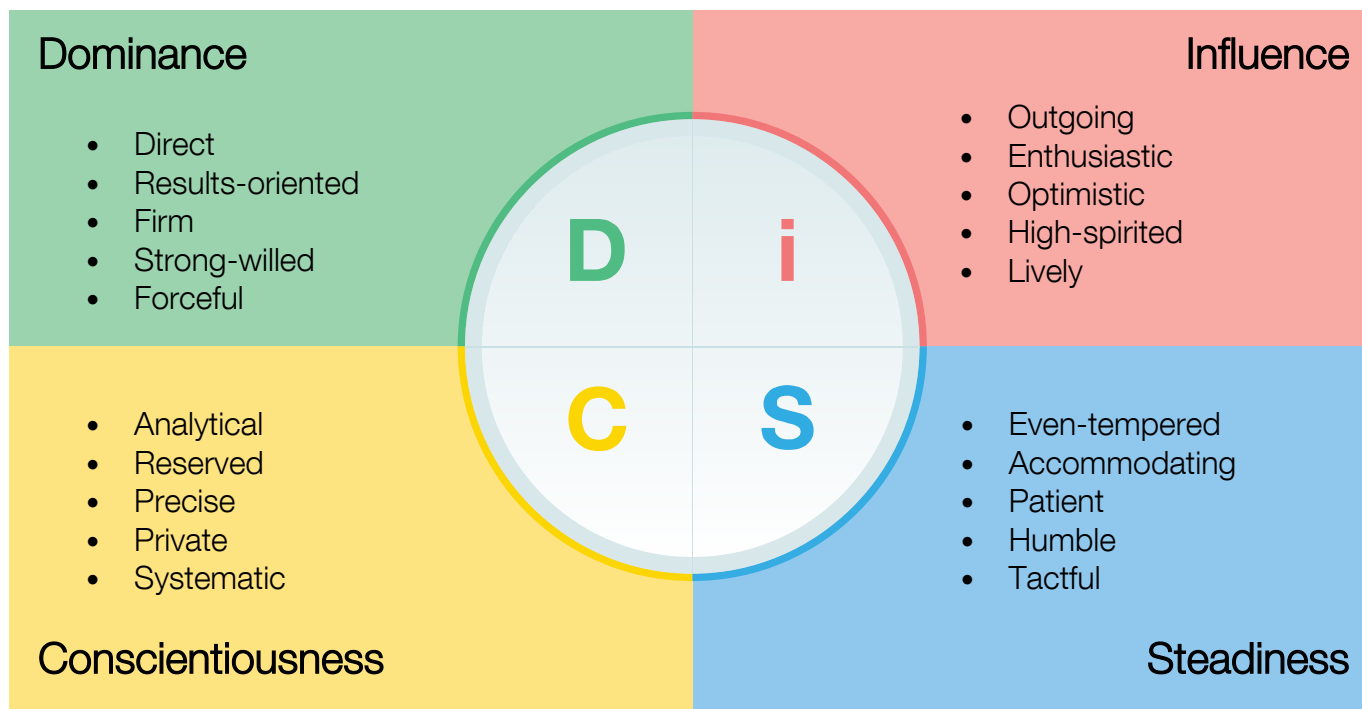 Dominance
• Direct
• Results-oriented
• Firm
• Strong-willed
• Forceful
Influence
• Outgoing
• Enthusiastic
• Optimistic
• High-spirited
• Lively
D
i
C
S
• Analytical
• Reserved
• Precise
• Private
• Systematic
Conscientiousness
• Even-tempered
• Accommodating
• Patient
• Humble
• Tactful
Steadiness